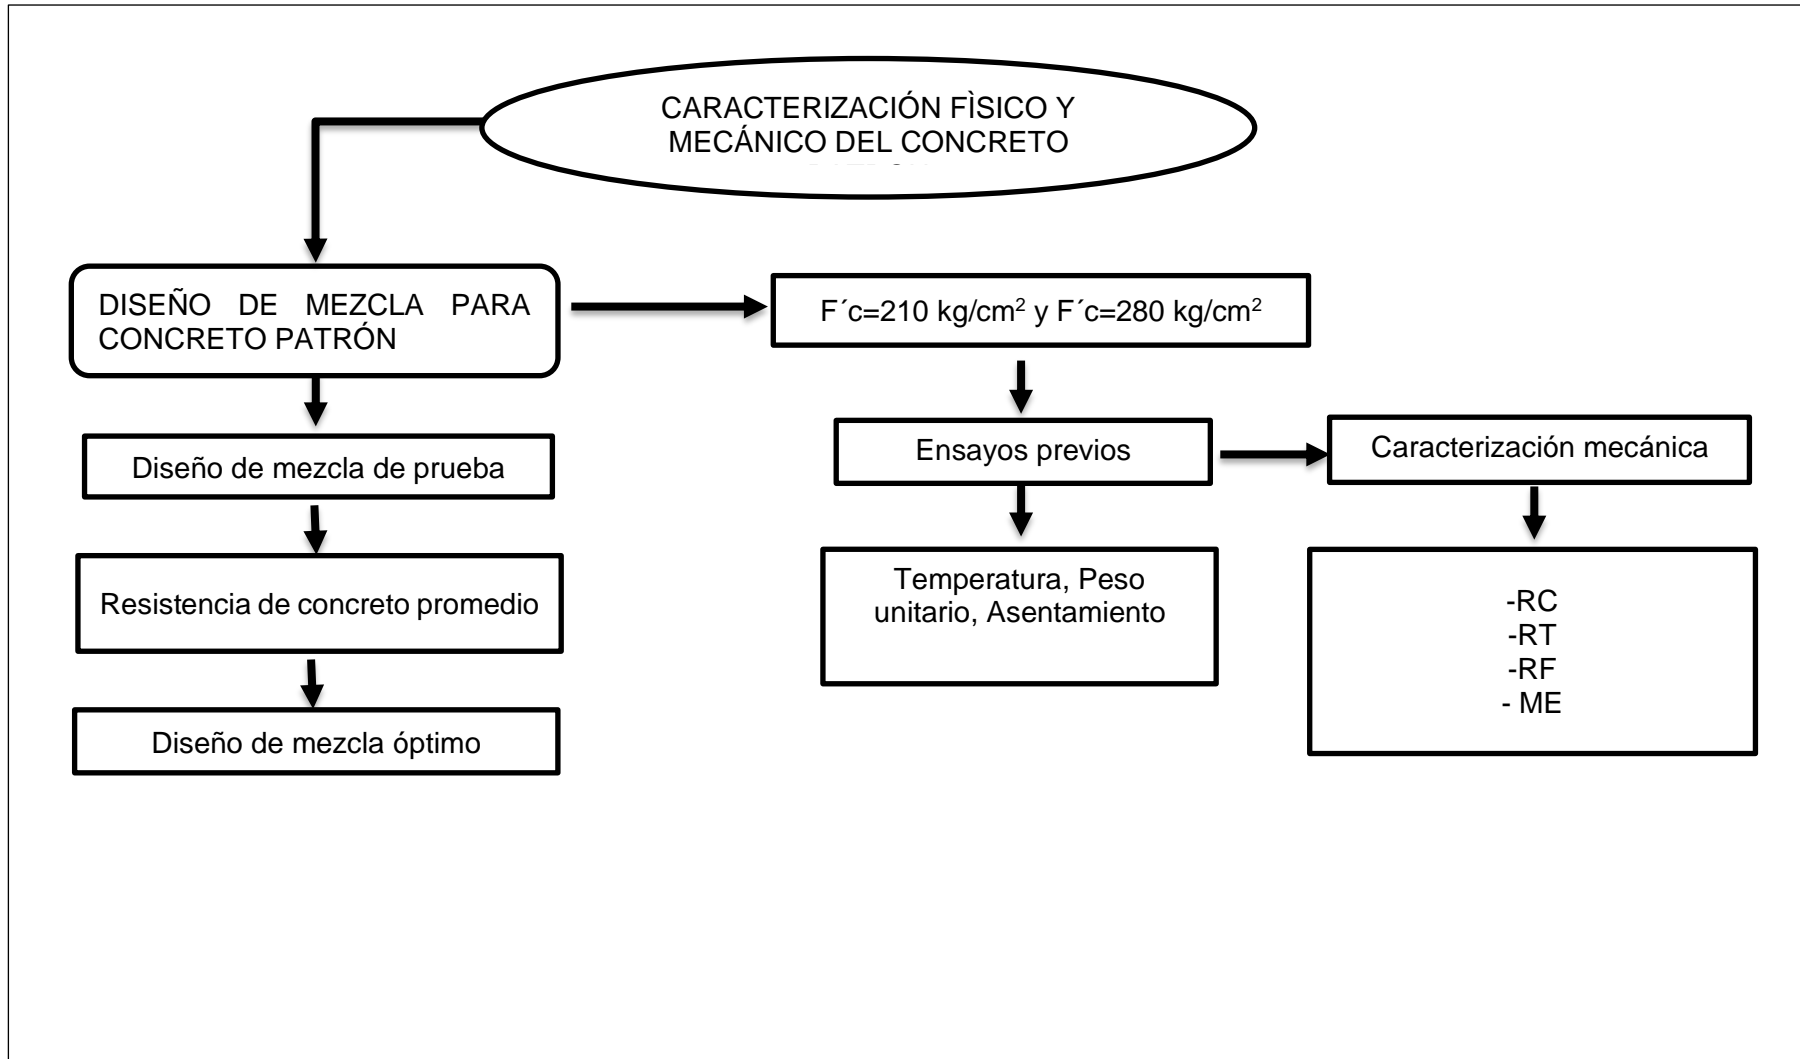 CARACTERIZACIÓN FÌSICO Y
MECÁNICO DEL CONCRETO
DISEÑO DE MEZCLA PARA
CONCRETO PATRÓN
F´c=210 kg/cm² y F´c=280 kg/cm²
Diseño de mezcla de prueba
Ensayos previos
Caracterización mecánica
Resistencia de concreto promedio
Temperatura, Peso
unitario, Asentamiento
-RC
-RT
-RF
- ME
Diseño de mezcla óptimo